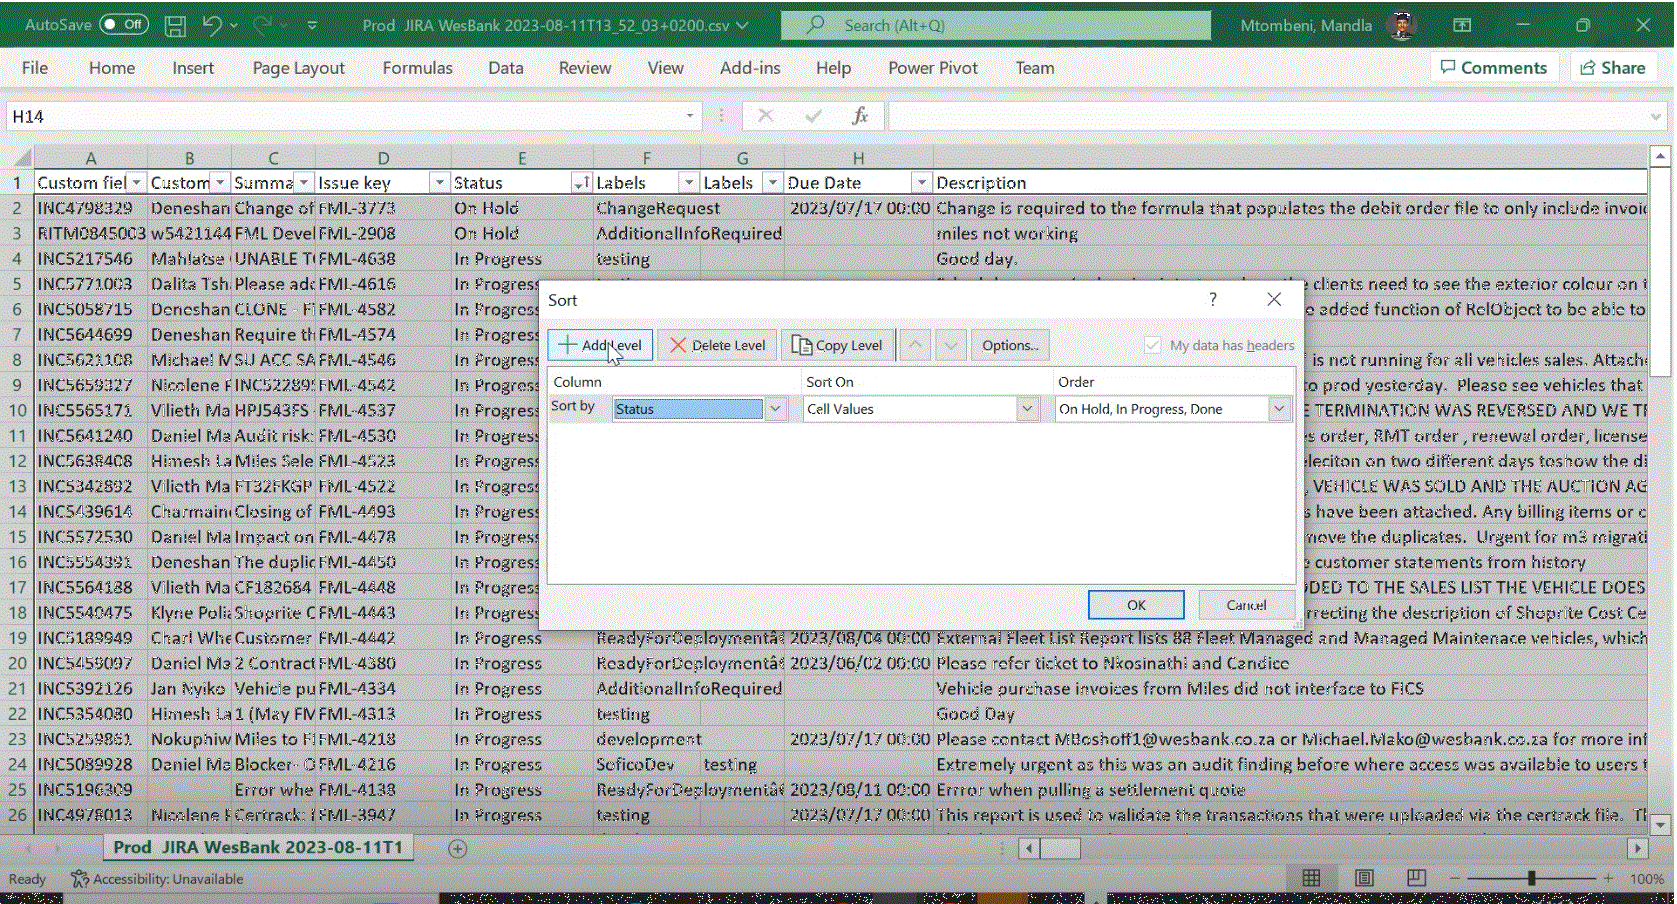 AutoSave Off Prod JIRA WesBank 2023-08-11T13_52_03+0200.csv Search (Alt+Q) Mtombeni, Mandla
File Home Insert Page Layout Formulas Data Review View Add-ins Help Power Pivot Team Comments Share
H14 fx
A B C D E F G H
1 Custom fiel Custom Summa Issue key Status Labels Labels Due Date Description
2 INC4798329 Deneshan Change of FML-3773 On Hold ChangeRequest 2023/07/17 00:00 Change is required to the formula that populates the debit order file to only include invoic
3 RITM0845003 w5421144 FML Devel FML-2908 On Hold AdditionalInfoRequired miles not working
4 INC5217546 Mahlatse UNABLE TO FML-4638 In Progress testing Good day.
5 INC5771003 Dalita Tsh Please add FML-4616 In Progress clients need to see the exterior colour on t
6 INC5058715 Deneshan CLONE - F FML-4582 In Progress e added function of RelObject to be able to
7 INC5644699 Deneshan Require th FML-4574 In Progress
8 INC5621108 Michael M SU ACC SA FML-4546 In Progress is not running for all vehicles sales. Attache
9 INC5659327 Nicolene F INC522895 FML-4542 In Progress to prod yesterday. Please see vehicles that
10 INC5565171 Vilieth Ma HPJ543FS FML-4537 In Progress E TERMINATION WAS REVERSED AND WE TR
11 INC5641240 Daniel Ma Audit risk: FML-4530 In Progress s order, RMT order , renewal order, license
12 INC5638408 Himesh La Miles Sele FML-4523 In Progress eleciton on two different days toshow the di
13 INC5342892 Vilieth Ma FT32FKGP FML-4522 In Progress , VEHICLE WAS SOLD AND THE AUCTION AG
14 INC5439614 Charmaine Closing of FML-4493 In Progress s have been attached. Any billing items or c
15 INC5572530 Daniel Ma Impact on FML-4478 In Progress move the duplicates. Urgent for m3 migrati
16 INC5554391 Deneshan The duplic FML-4450 In Progress e customer statements from history
17 INC5564188 Vilieth Ma CF182684 FML-4448 In Progress DED TO THE SALES LIST THE VEHICLE DOES
18 INC5540475 Klyne Polia Shoprite C FML-4443 In Progress rrecting the description of Shoprite Cost Ce
19 INC5189949 Charl Whe Customer FML-4442 In Progress ReadyForDeploymentâ€ 2023/08/04 00:00 External Fleet List Report lists 88 Fleet Managed and Managed Maintenace vehicles, which
20 INC5459097 Daniel Ma 2 Contract FML-4380 In Progress ReadyForDeploymentâ€ 2023/06/02 00:00 Please refer ticket to Nkosinathi and Candice
21 INC5392126 Jan Nyiko Vehicle pu FML-4334 In Progress AdditionalInfoRequired Vehicle purchase invoices from Miles did not interface to FICS
22 INC5354080 Himesh La 1 (May FM FML-4313 In Progress testing Good Day
23 INC5259861 Nokuphiw Miles to FI FML-4218 In Progress development 2023/07/17 00:00 Please contact MBoshoff1@wesbank.co.za or Michael.Mako@wesbank.co.za for more inf
24 INC5089928 Daniel Ma Blocker- O FML-4216 In Progress SoficoDev testing Extremely urgent as this was an audit finding before where access was available to users t
25 INC5196309 Error whe FML-4138 In Progress ReadyForDeploymentâ€ 2023/08/11 00:00 Errror when pulling a settlement quote
26 INC4978013 Nicolene F Certrack: FML-3947 In Progress testing 2023/07/17 00:00 This report is used to validate the transactions that were uploaded via the certrack file. Th
Sort ?
Add Level Delete Level Copy Level Options.. My data has headers
Column Sort On Order
Sort by Status Cell Values On Hold, In Progress, Done
OK Cancel
Prod JIRA WesBank 2023-08-11T1
Ready Accessibility: Unavailable 100%